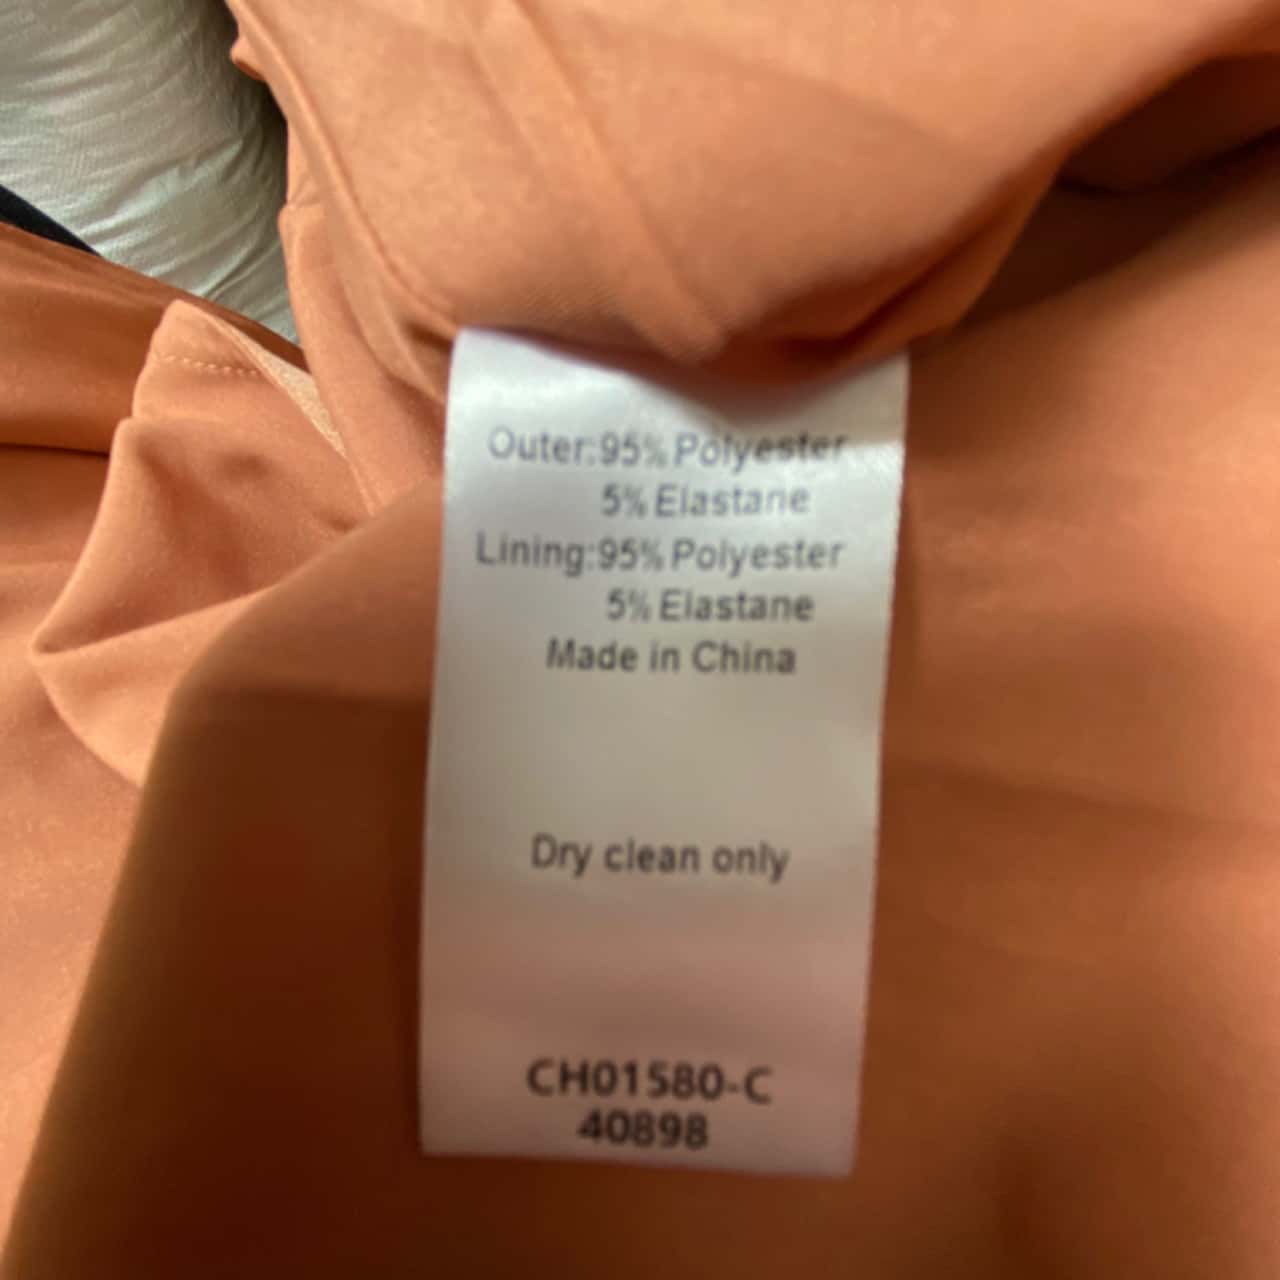 Outer:95% Polyester
5% Elastane
Lining:95% Polyester
5% Elastane
Made in China
Dry clean only
CH01580-C
40898